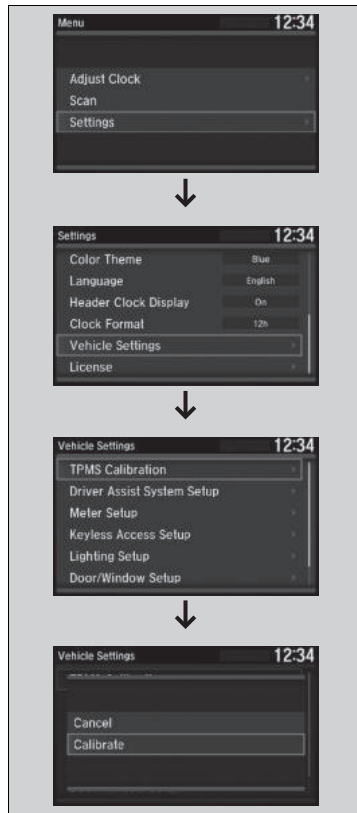 Menu 12:34
Adjust Clock
Scan
Settings
Settings 12:34
Color Theme Blue
Language English
Header Clock Display On
Clock Format 12h
Vehicle Settings
License
Vehicle Settings 12:34
TPMS Calibration
Driver Assist System Setup
Meter Setup
Keyless Access Setup
Lighting Setup
Door/Window Setup
Vehicle Settings 12:34
Cancel
Calibrate